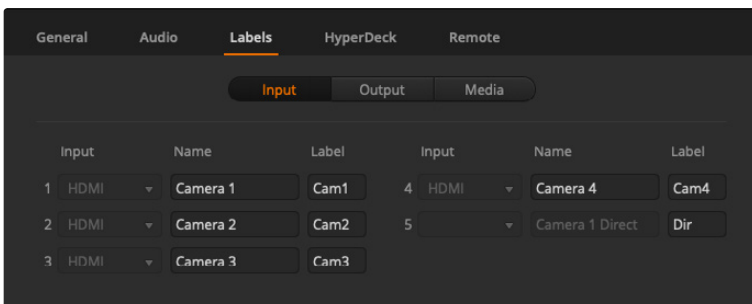 General Audio Labels HyperDeck Remote
Input Output Media
Input Name Label Input Name Label
1 HDMI Camera 1 Cam1 4 HDMI Camera 4 Cam4
2 HDMI Camera 2 Cam2 5 Camera 1 Direct Dir
3 HDMI Camera 3 Cam3